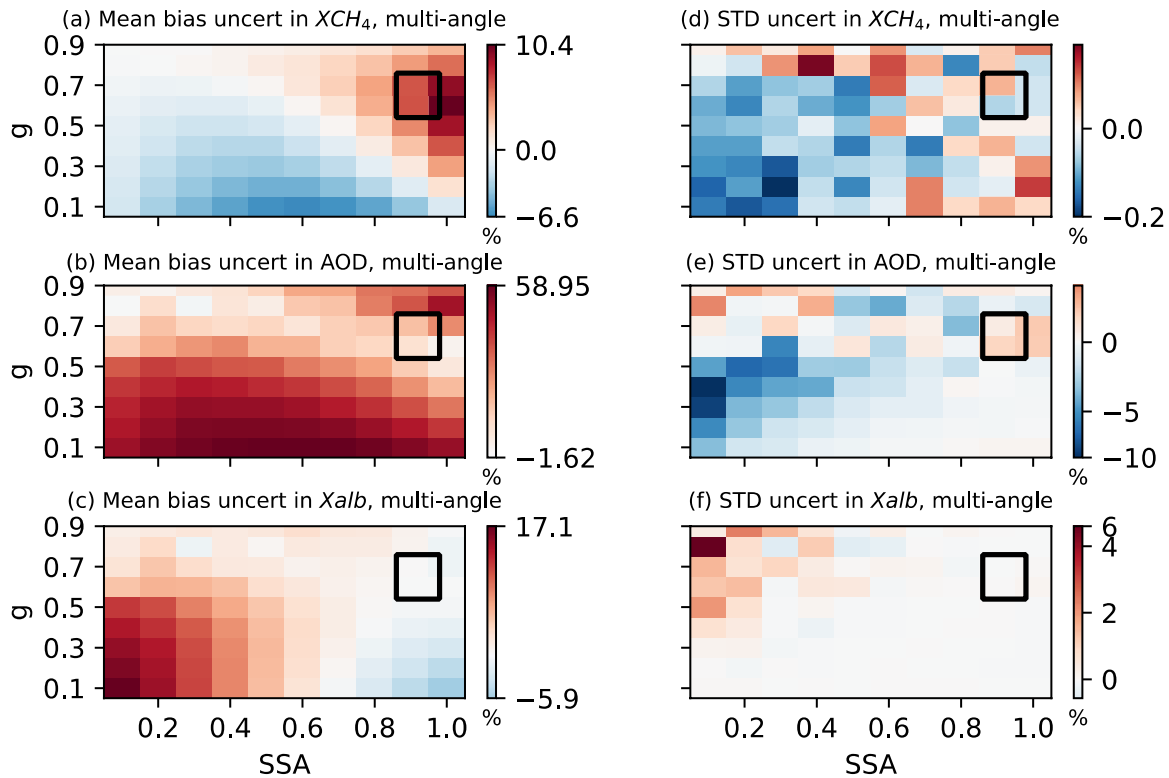 (a) Mean bias uncert in XCH₄, multi-angle
0.9
0.7
0.5
0.3
0.1
g
10.4
0.0
−6.6
%
(d) STD uncert in XCH₄, multi-angle
0.0
−0.2
%
(b) Mean bias uncert in AOD, multi-angle
0.9
0.7
0.5
0.3
0.1
g
58.95
−1.62
%
(e) STD uncert in AOD, multi-angle
0
−5
−10
%
(c) Mean bias uncert in Xalb, multi-angle
0.9
0.7
0.5
0.3
0.1
g
17.1
−5.9
%
0.2 0.4 0.6 0.8 1.0
SSA
(f) STD uncert in Xalb, multi-angle
6
4
2
0
%
0.2 0.4 0.6 0.8 1.0
SSA